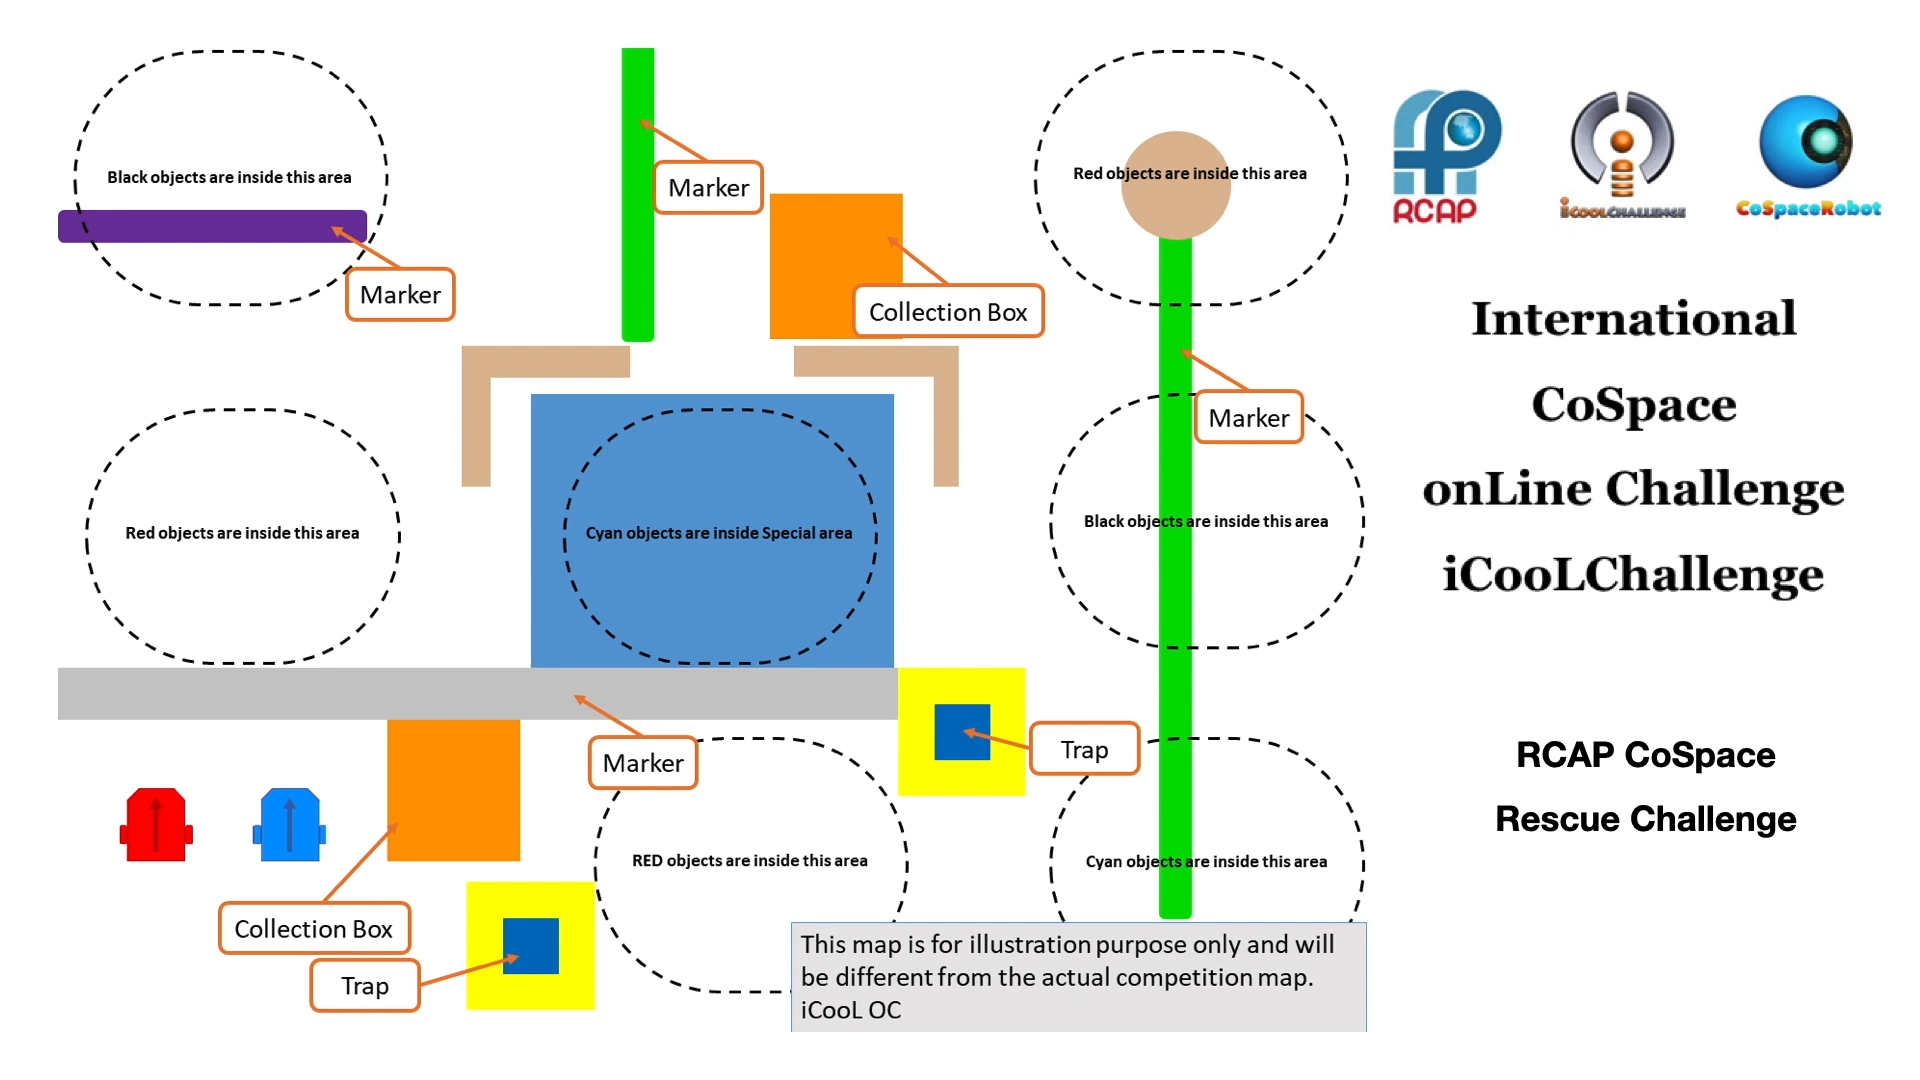 Black objects are inside this area
Marker
Marker
Collection Box
Red objects are inside this area
Red objects are inside this area
Cyan objects are inside Special area
Marker
Black objects are inside this area
Marker
Trap
RED objects are inside this area
Cyan objects are inside this area
Collection Box
Trap
This map is for illustration purpose only and will
be different from the actual competition map.
iCooL OC
RCAP
iCOOLCHALLENGE
CoSpaceRobot
International
CoSpace
onLine Challenge
iCooLChallenge
RCAP CoSpace
Rescue Challenge